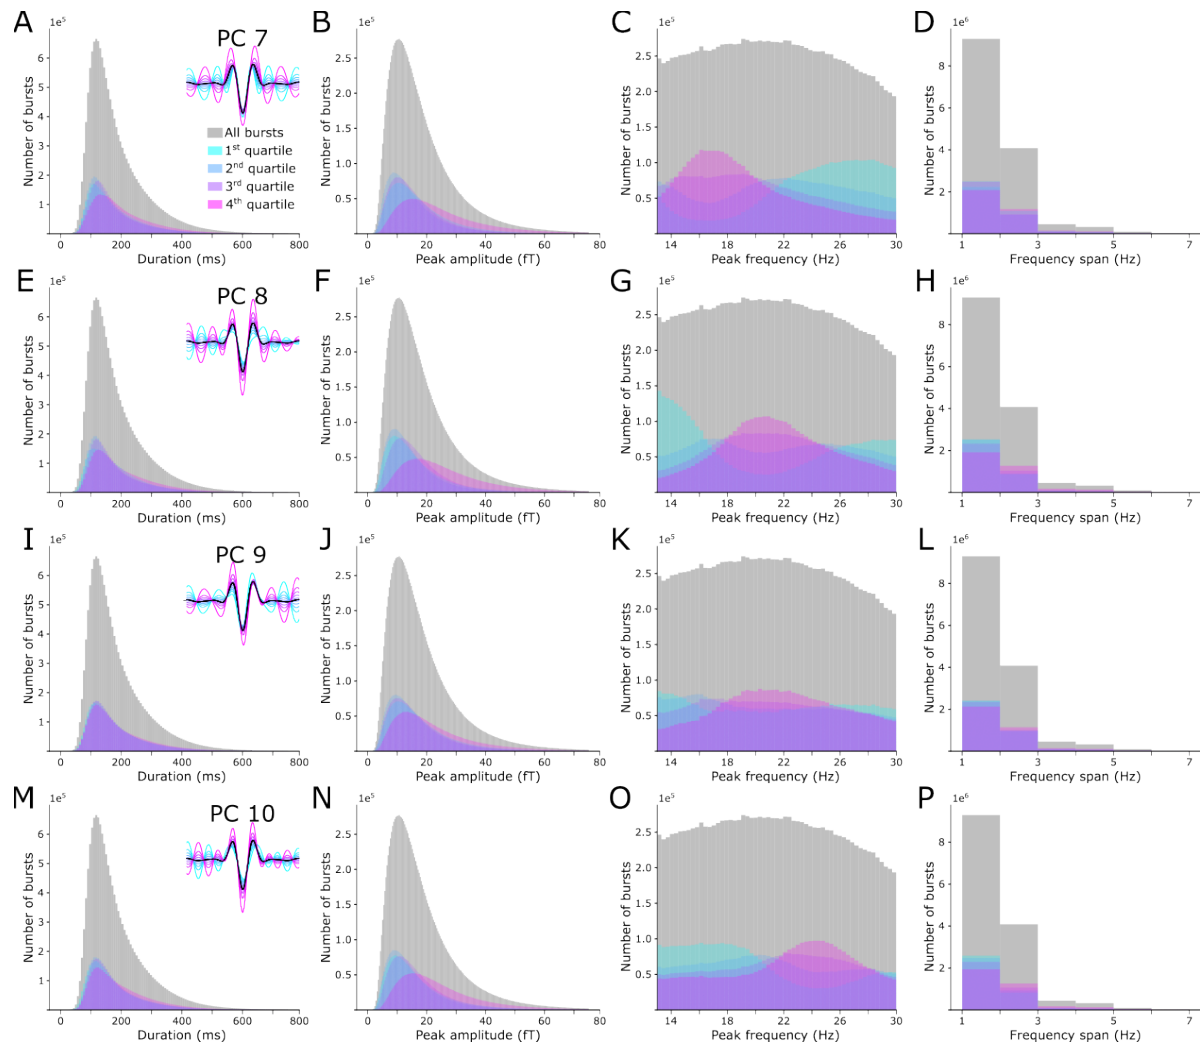 A
1e5
PC 7
Number of bursts
6
5
4
3
2
1
All bursts
1st quartile
2nd quartile
3rd quartile
4th quartile
0 200 400 600 800
Duration (ms)
B
1e5
Number of bursts
2.5
2.0
1.5
1.0
0.5
0 20 40 60 80
Peak amplitude (fT)
C
1e5
Number of bursts
2.5
2.0
1.5
1.0
0.5
14 18 22 26 30
Peak frequency (Hz)
D
1e6
Number of bursts
8
6
4
2
1 3 5 7
Frequency span (Hz)
E
1e5
PC 8
Number of bursts
6
5
4
3
2
1
0 200 400 600 800
Duration (ms)
F
1e5
Number of bursts
2.5
2.0
1.5
1.0
0.5
0 20 40 60 80
Peak amplitude (fT)
G
1e5
Number of bursts
2.5
2.0
1.5
1.0
0.5
14 18 22 26 30
Peak frequency (Hz)
H
1e6
Number of bursts
8
6
4
2
1 3 5 7
Frequency span (Hz)
I
1e5
PC 9
Number of bursts
6
5
4
3
2
1
0 200 400 600 800
Duration (ms)
J
1e5
Number of bursts
2.5
2.0
1.5
1.0
0.5
0 20 40 60 80
Peak amplitude (fT)
K
1e5
Number of bursts
2.5
2.0
1.5
1.0
0.5
14 18 22 26 30
Peak frequency (Hz)
L
1e6
Number of bursts
8
6
4
2
1 3 5 7
Frequency span (Hz)
M
1e5
PC 10
Number of bursts
6
5
4
3
2
1
0 200 400 600 800
Duration (ms)
N
1e5
Number of bursts
2.5
2.0
1.5
1.0
0.5
0 20 40 60 80
Peak amplitude (fT)
O
1e5
Number of bursts
2.5
2.0
1.5
1.0
0.5
14 18 22 26 30
Peak frequency (Hz)
P
1e6
Number of bursts
8
6
4
2
1 3 5 7
Frequency span (Hz)